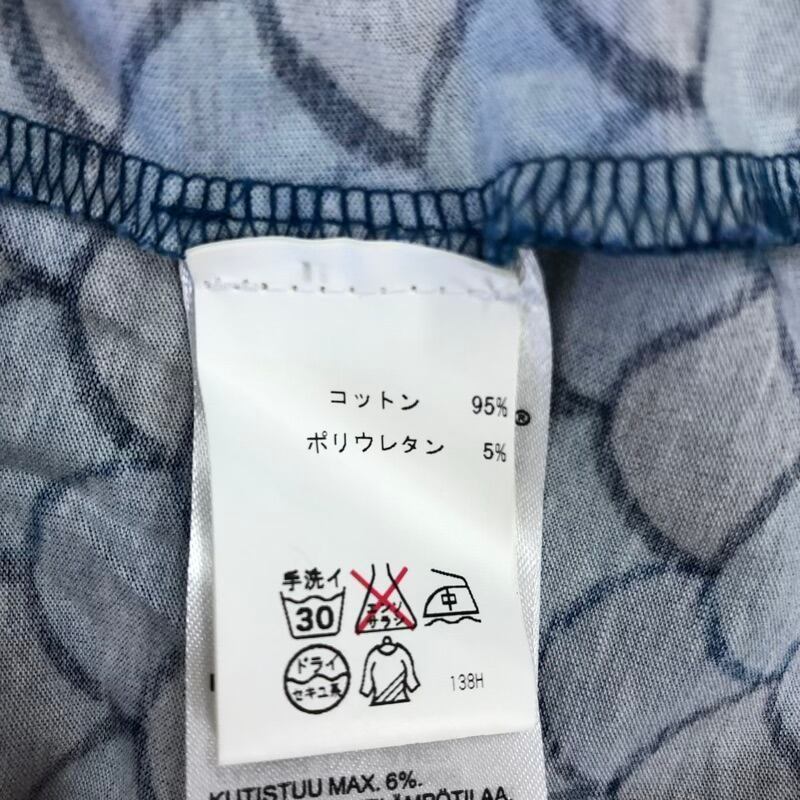 コットン 95%
®
ポリウレタン 5%
手洗イ
30
エンソ
サラシ
中
ドライ
セキユ系
138H
KUTISTUU MAX. 6%.